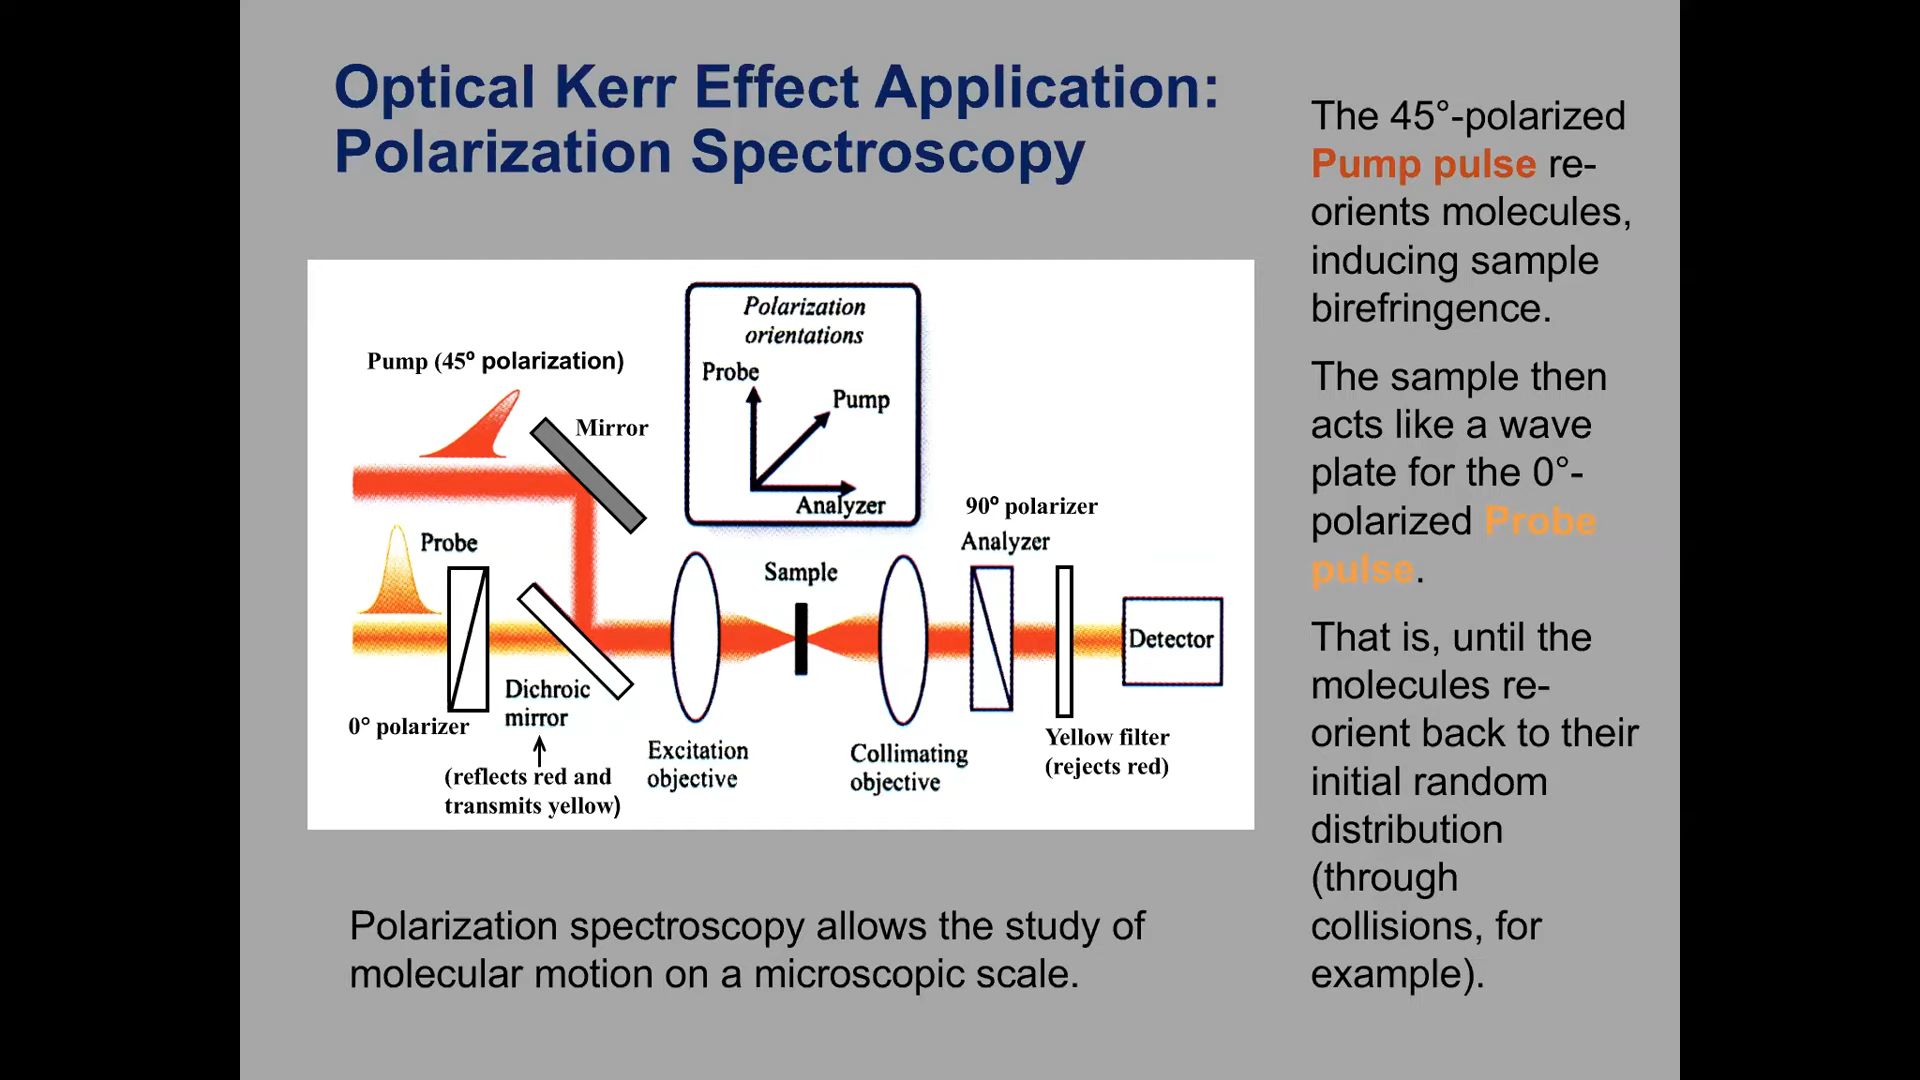 Optical Kerr Effect Application:
Polarization Spectroscopy
Polarization
orientations
Probe
Pump
Analyzer
Pump (45º polarization)
Mirror
Probe
0° polarizer
Dichroic
mirror
(reflects red and
transmits yellow)
Excitation
objective
Sample
Collimating
objective
90º polarizer
Analyzer
Yellow filter
(rejects red)
Detector
Polarization spectroscopy allows the study of
molecular motion on a microscopic scale.
The 45°-polarized
Pump pulse re-
orients molecules,
inducing sample
birefringence.
The sample then
acts like a wave
plate for the 0°-
polarized Probe
pulse.
That is, until the
molecules re-
orient back to their
initial random
distribution
(through
collisions, for
example).